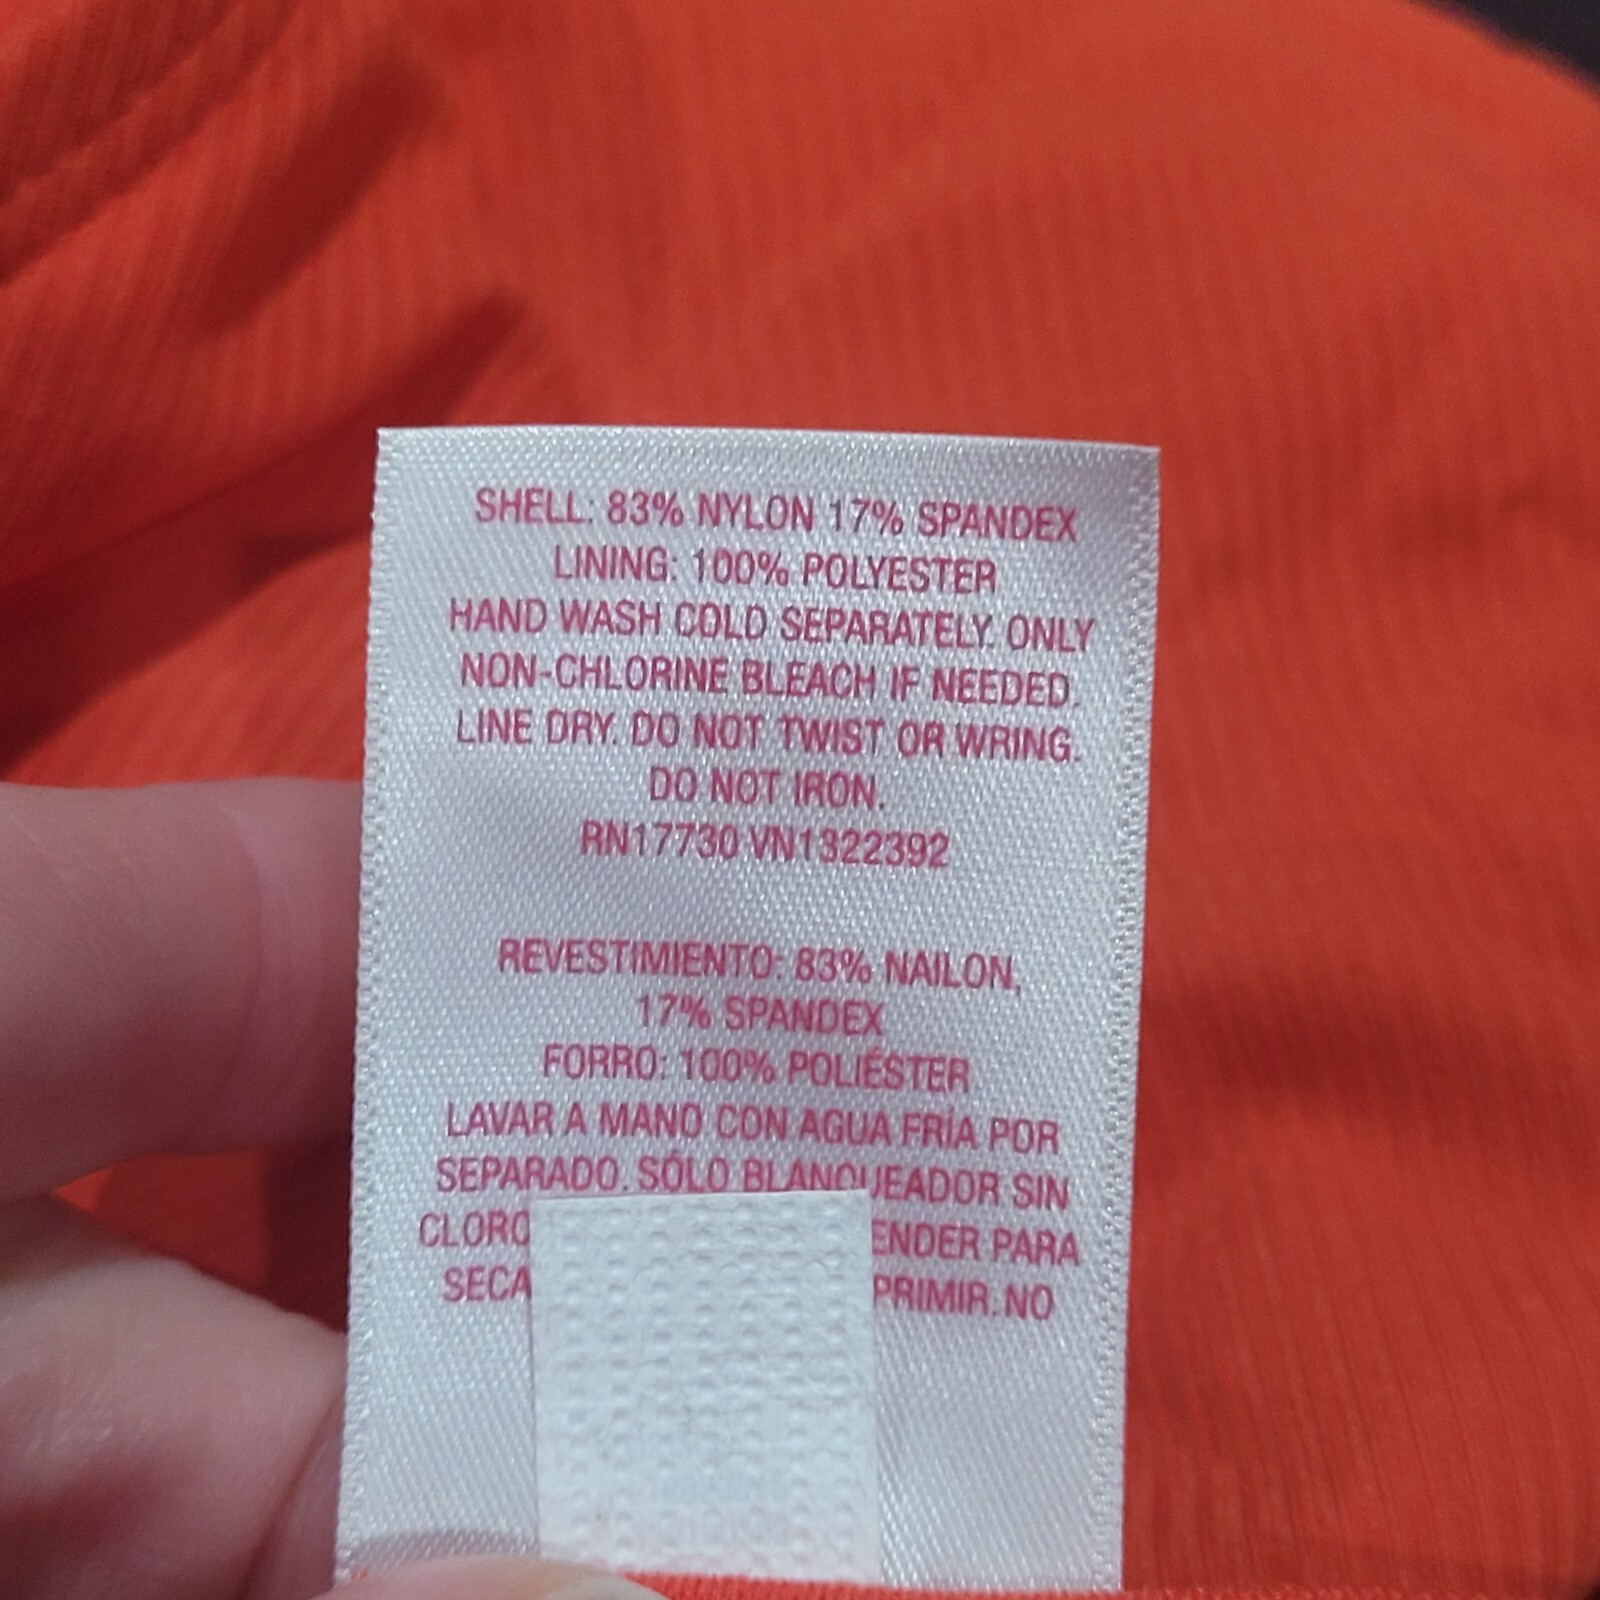 SHELL: 83% NYLON 17% SPANDEX
LINING: 100% POLYESTER
HAND WASH COLD SEPARATELY. ONLY
NON-CHLORINE BLEACH IF NEEDED.
LINE DRY. DO NOT TWIST OR WRING.
DO NOT IRON.
RN17730 VN1322392
REVESTIMIENTO: 83% NAILON,
17% SPANDEX
FORRO: 100% POLIÉSTER
LAVAR A MANO CON AGUA FRÍA POR
SEPARADO. SÓLO BLANQUEADOR SIN
CLORO ENDER PARA
SECA PRIMIR. NO